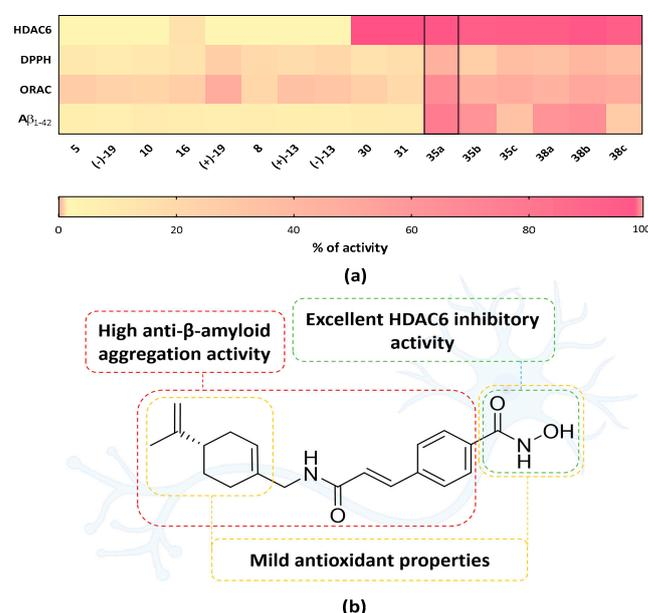 HDAC6
DPPH
ORAC
Aβ1-42
5 (-)-19 10 16 (+)-19 8 (+)-13 (-)-13 30 31 35a 35b 35c 38a 38b 38c
0 20 40 60 80 100
% of activity
(a)
High anti-β-amyloid
aggregation activity
Excellent HDAC6 inhibitory
activity
O
OH
N
H
H
N
O
Mild antioxidant properties
(b)